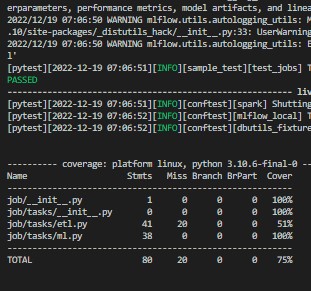 erparameters, performance metrics, model artifacts, and linea
2022/12/19 07:06:50 WARNING mlflow.utils.autologging_utils: M
.10/site-packages/_distutils_hack/__init__.py:33: UserWarning
2022/12/19 07:06:50 WARNING mlflow.utils.autologging_utils: E
l'
[pytest][2022-12-19 07:06:51][INFO][sample_test][test_jobs] T
PASSED
---------------------------------------------------- liv
[pytest][2022-12-19 07:06:51][INFO][conftest][spark] Shutting
[pytest][2022-12-19 07:06:52][INFO][conftest][mlflow_local] T
[pytest][2022-12-19 07:06:52][INFO][conftest][dbutils_fixture
---------- coverage: platform linux, python 3.10.6-final-0 --
Name Stmts Miss Branch BrPart Cover
----------------------------------------------------
job/__init__.py 1 0 0 0 100%
job/tasks/__init__.py 0 0 0 0 100%
job/tasks/etl.py 41 20 0 0 51%
job/tasks/ml.py 38 0 0 0 100%
----------------------------------------------------
TOTAL 80 20 0 0 75%